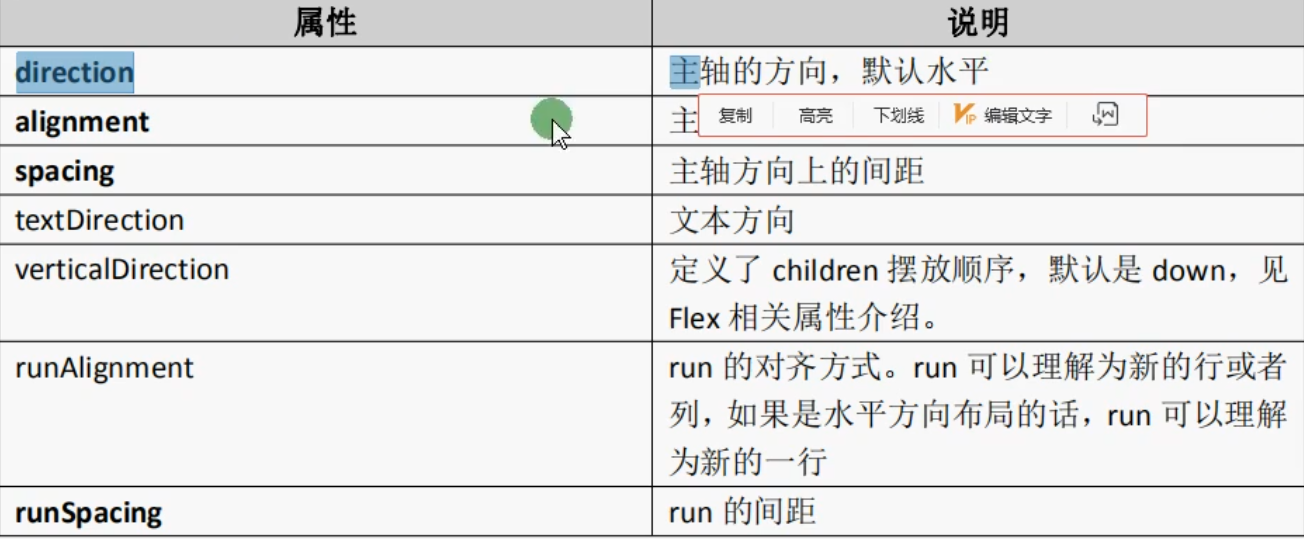 属性 说明
direction 主轴的方向，默认水平
alignment 主
复制 高亮 下划线 VIP 编辑文字 W
spacing 主轴方向上的间距
textDirection 文本方向
verticalDirection 定义了 children 摆放顺序，默认是 down，见
Flex 相关属性介绍。
runAlignment run 的对齐方式。run 可以理解为新的行或者
列，如果是水平方向布局的话，run 可以理解
为新的一行
runSpacing run 的间距